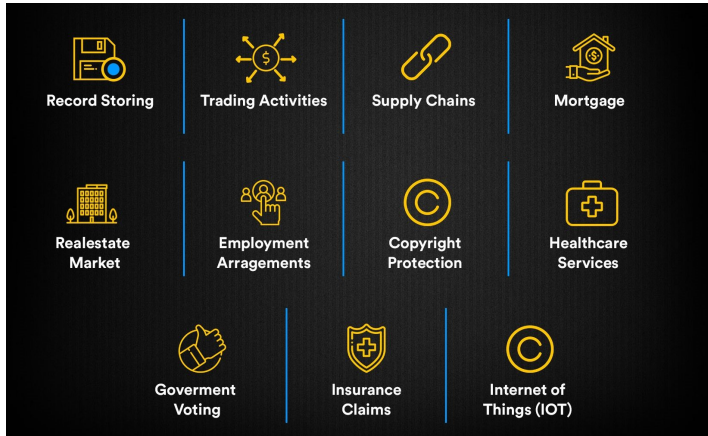 Record Storing
Trading Activities
Supply Chains
Mortgage
Realestate
Market
Employment
Arragements
Copyright
Protection
Healthcare
Services
Goverment
Voting
Insurance
Claims
Internet of
Things (IOT)